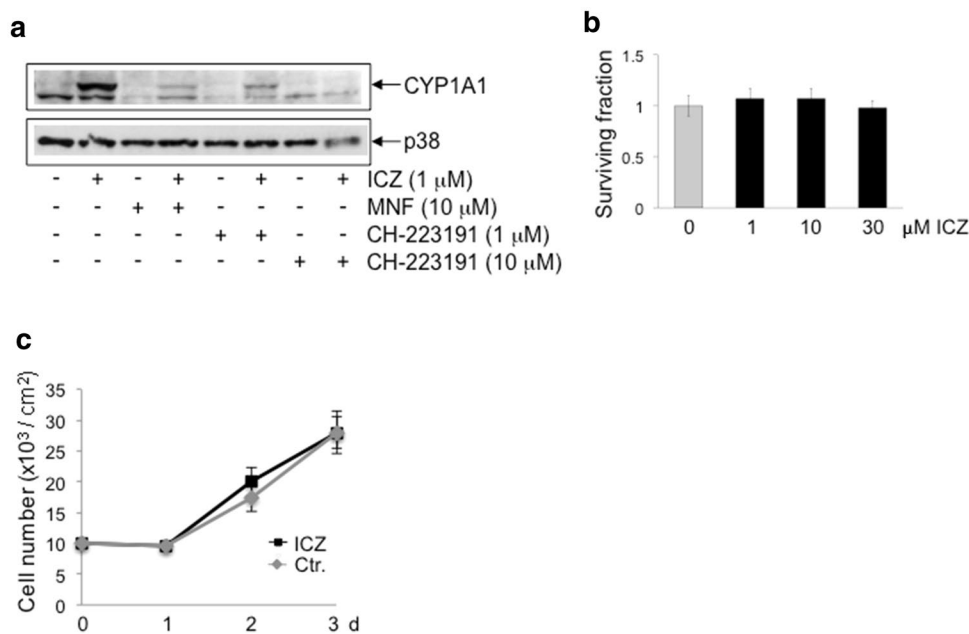 a
CYP1A1
p38
- + - + - + - + ICZ (1 µM)
- - + + - - - - MNF (10 µM)
- - - - + + - - CH-223191 (1 µM)
- - - - - - + + CH-223191 (10 µM)
b
Surviving fraction
1.5
1
0.5
0
0 1 10 30 µM ICZ
c
Cell number (x10³ / cm²)
35
30
25
20
15
10
5
0
ICZ
Ctr.
0 1 2 3 d